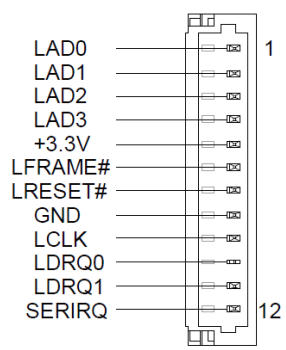 LAD0 1
LAD1
LAD2
LAD3
+3.3V
LFRAME#
LRESET#
GND
LCLK
LDRQ0
LDRQ1
SERIRQ 12